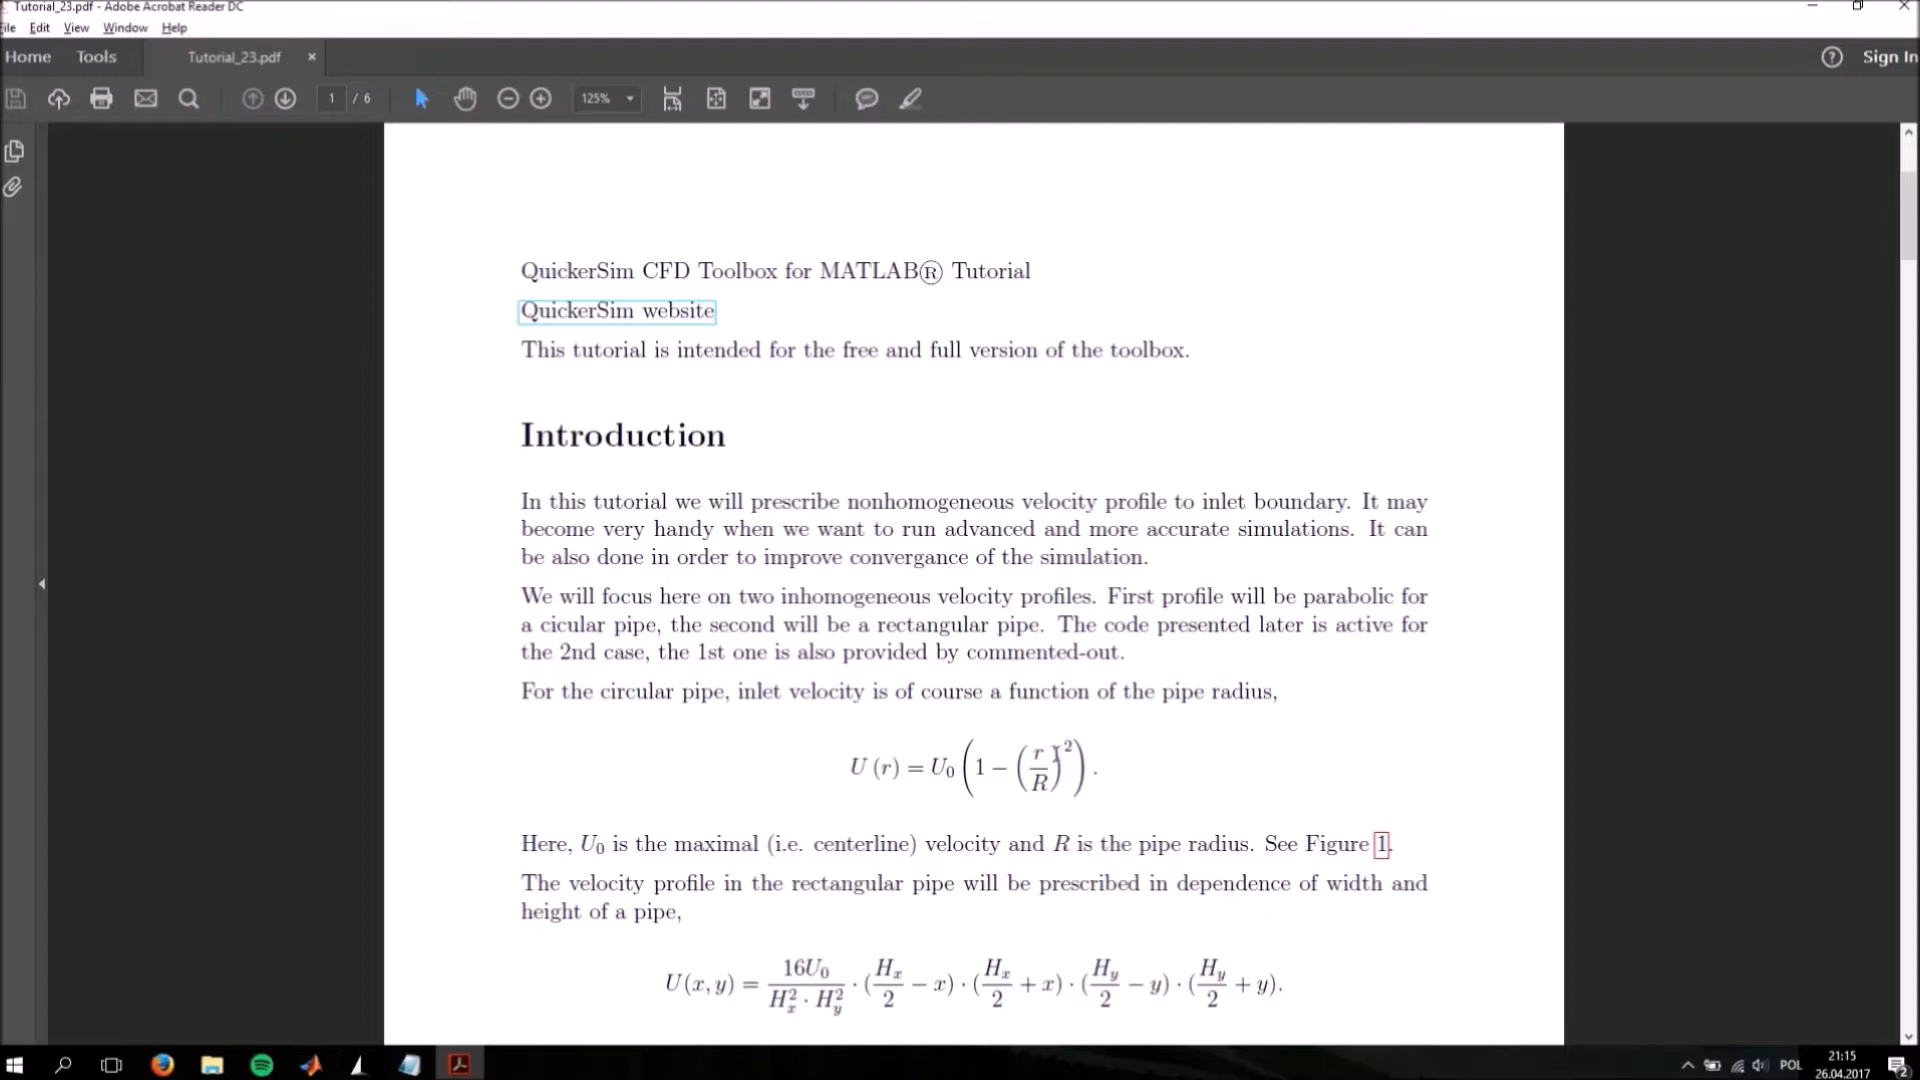 Tutorial_23.pdf - Adobe Acrobat Reader DC
ile Edit View Window Help
Home Tools Tutorial_23.pdf × ? Sign In
1 / 6 125%
QuickerSim CFD Toolbox for MATLAB® Tutorial
QuickerSim website
This tutorial is intended for the free and full version of the toolbox.
Introduction
In this tutorial we will prescribe nonhomogeneous velocity profile to inlet boundary. It may
become very handy when we want to run advanced and more accurate simulations. It can
be also done in order to improve convergance of the simulation.
We will focus here on two inhomogeneous velocity profiles. First profile will be parabolic for
a cicular pipe, the second will be a rectangular pipe. The code presented later is active for
the 2nd case, the 1st one is also provided by commented-out.
For the circular pipe, inlet velocity is of course a function of the pipe radius,
U (r) = U₀ (1 − (r/R)²).
Here, U₀ is the maximal (i.e. centerline) velocity and R is the pipe radius. See Figure 1.
The velocity profile in the rectangular pipe will be prescribed in dependence of width and
height of a pipe,
U(x, y) = 16U₀/(Hₓ² · H_y²) · (Hₓ/2 − x) · (Hₓ/2 + x) · (H_y/2 − y) · (H_y/2 + y).
POL 21:15
26.04.2017 2